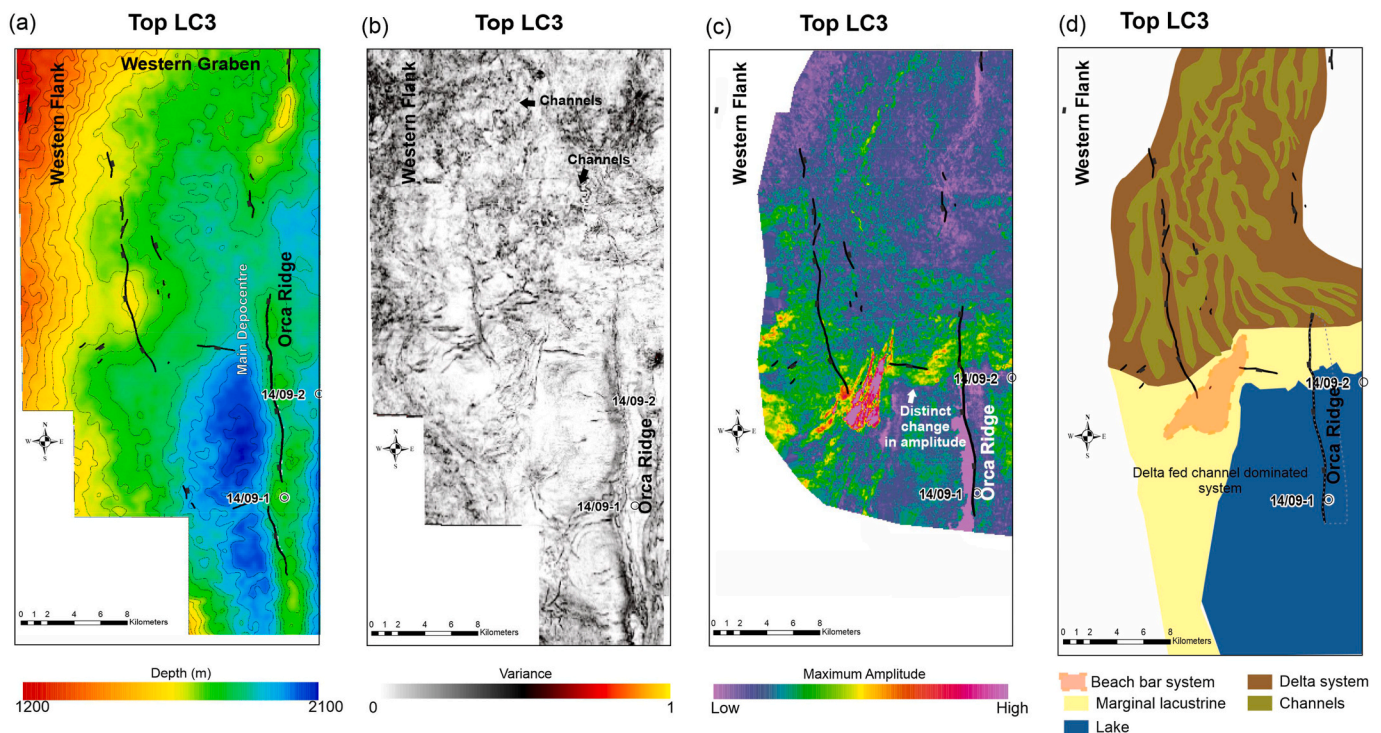 (a)
Top LC3
Western Graben
Western Flank
Main Depocentre
Orca Ridge
14/09-2
14/09-1
N
W E
S
0 1 2 4 6 8
Kilometers
Depth (m)
1200 2100
(b)
Top LC3
Western Flank
Channels
Channels
14/09-2
Orca Ridge
14/09-1
N
W E
S
0 1 2 4 6 8
Kilometers
Variance
0 1
(c)
Top LC3
Western Flank
14/09-2
Distinct
change
in amplitude
Orca Ridge
14/09-1
N
W E
S
0 1 2 4 6 8
Kilometers
Maximum Amplitude
Low High
(d)
Top LC3
Western Flank
14/09-2
Orca Ridge
Delta fed channel dominated
system
14/09-1
N
W E
S
0 1 2 4 6 8
Kilometers
Beach bar system
Delta system
Marginal lacustrine
Channels
Lake